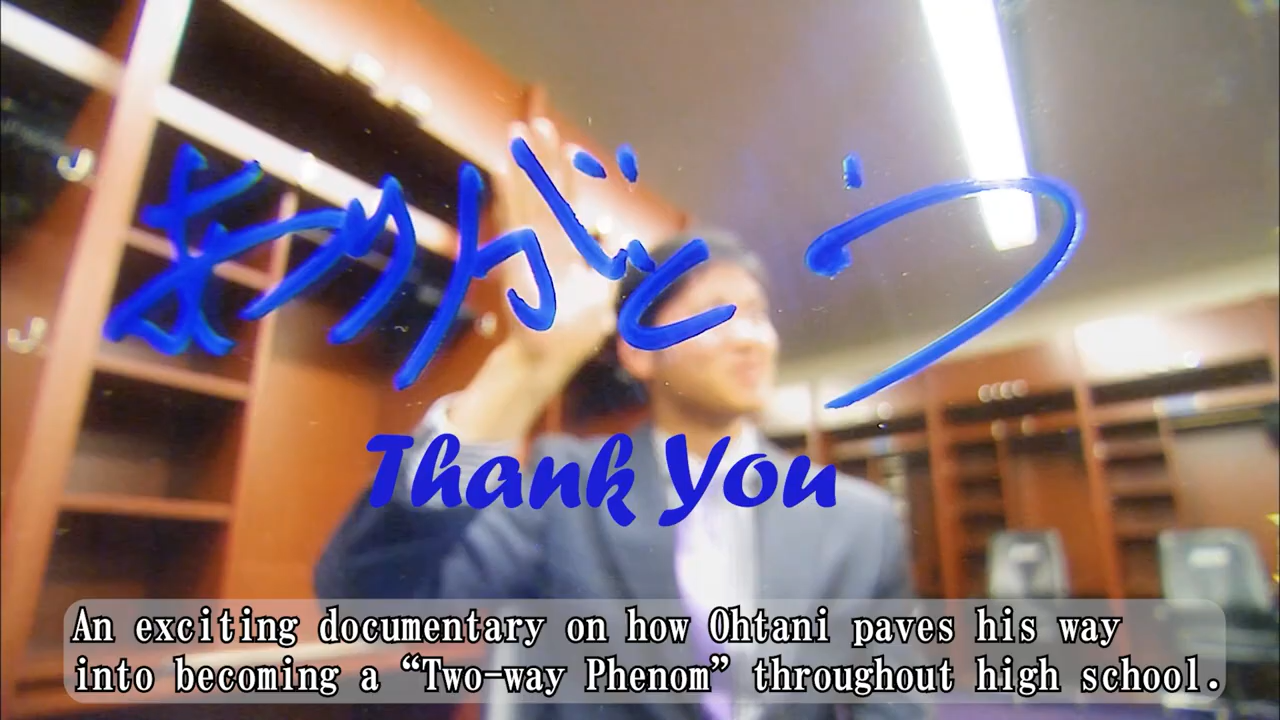 ありがとう
Thank You
An exciting documentary on how Ohtani paves his way
into becoming a “Two-way Phenom” throughout high school.